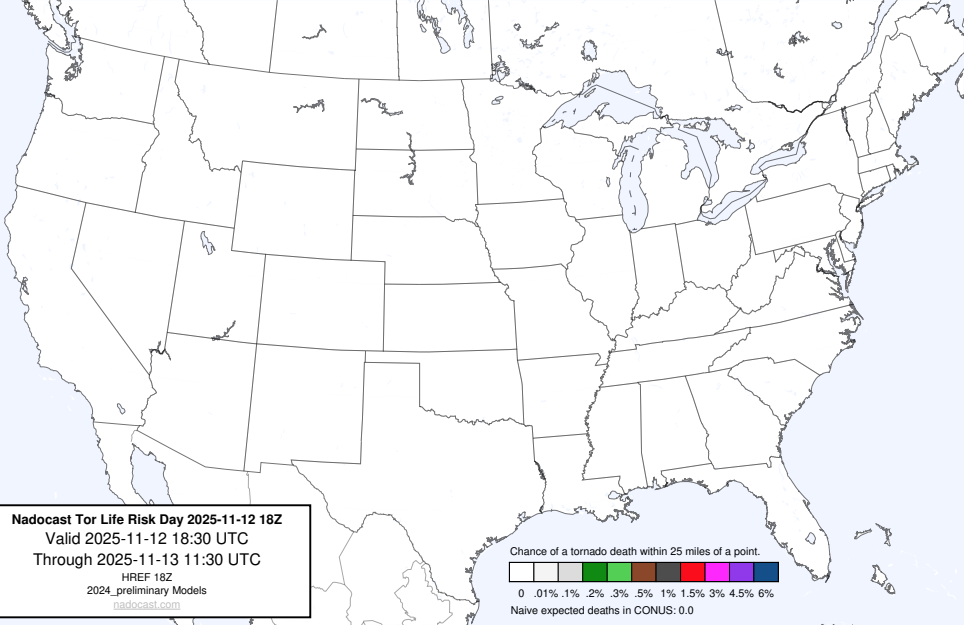 Nadocast Tor Life Risk Day 2025-11-12 18Z
Valid 2025-11-12 18:30 UTC
Through 2025-11-13 11:30 UTC
HREF 18Z
2024_preliminary Models
nadocast.com
Chance of a tornado death within 25 miles of a point.
0 .01% .1% .2% .3% .5% 1% 1.5% 3% 4.5% 6%
Naive expected deaths in CONUS: 0.0